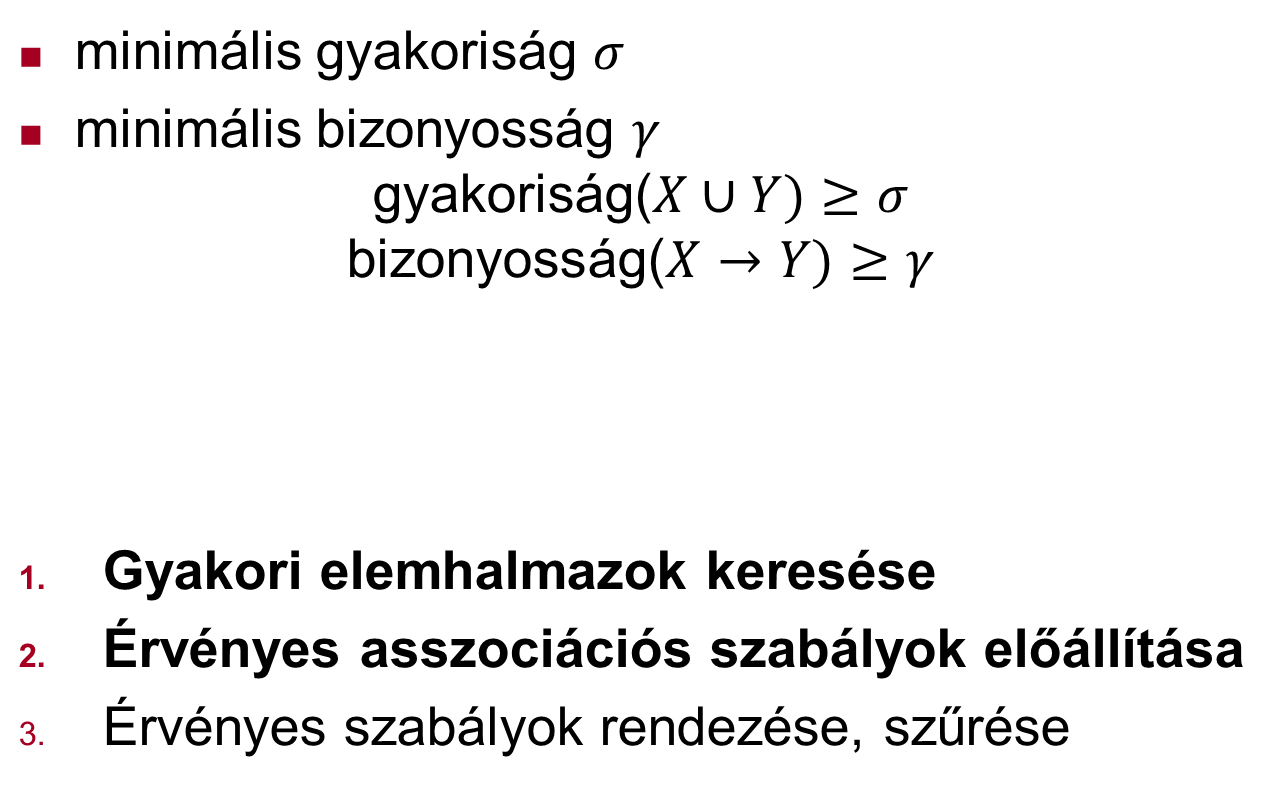 ■ minimális gyakoriság 𝜎
■ minimális bizonyosság 𝛾
gyakoriság(𝑋 ∪ 𝑌) ≥ 𝜎
bizonyosság(𝑋 → 𝑌) ≥ 𝛾
1. Gyakori elemhalmazok keresése
2. Érvényes asszociációs szabályok előállítása
3. Érvényes szabályok rendezése, szűrése